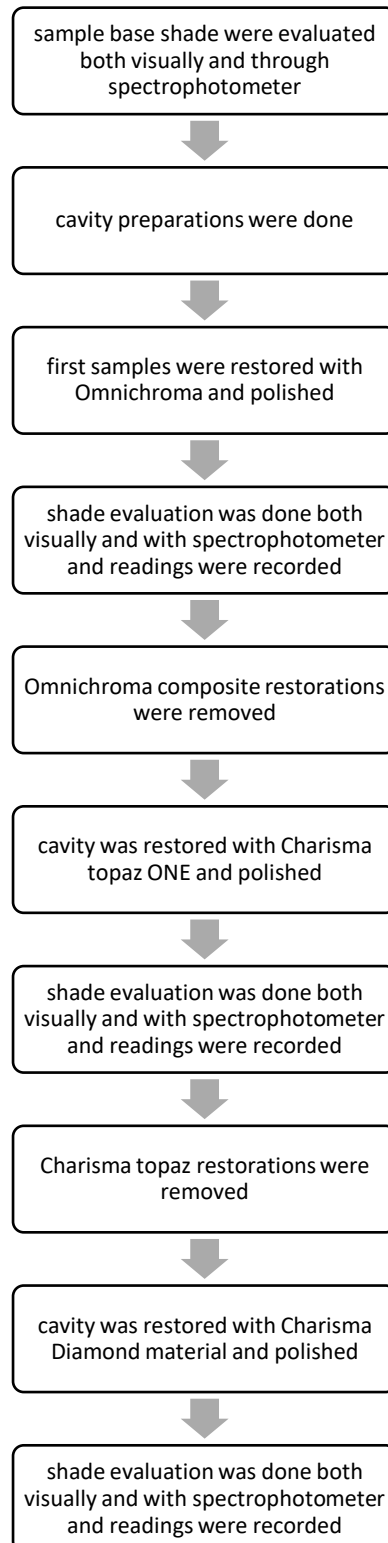 sample base shade were evaluated
both visually and through
spectrophotometer
cavity preparations were done
first samples were restored with
Omnichroma and polished
shade evaluation was done both
visually and with spectrophotometer
and readings were recorded
Omnichroma composite restorations
were removed
cavity was restored with Charisma
topaz ONE and polished
shade evaluation was done both
visually and with spectrophotometer
and readings were recorded
Charisma topaz restorations were
removed
cavity was restored with Charisma
Diamond material and polished
shade evaluation was done both
visually and with spectrophotometer
and readings were recorded